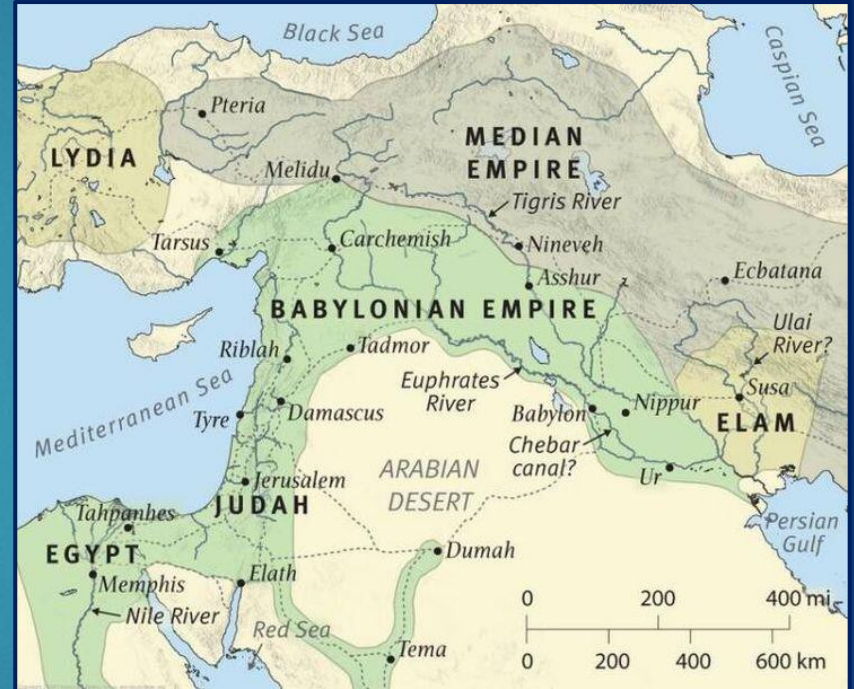 Black Sea
Caspian Sea
Pteria
LYDIA
MEDIAN
EMPIRE
Melidu
Tigris River
Tarsus
Carchemish
Nineveh
Asshur
Ecbatana
BABYLONIAN EMPIRE
Ulai
River?
Riblah
Tadmor
Mediterranean Sea
Euphrates
River
Susa
Tyre
Damascus
Babylon
Nippur
ELAM
Chebar
canal?
Ur
ARABIAN
DESERT
Jerusalem
JUDAH
Tahpanhes
Persian
Gulf
EGYPT
Dumah
Memphis
Elath
Nile River
Red Sea
Tema
0 200 400 mi
0 200 400 600 km